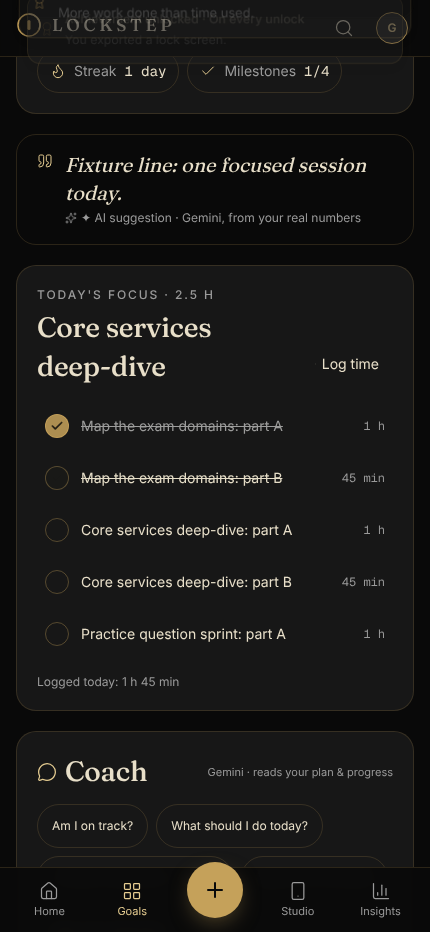 More work done than time used.
LOCKSTEP
on every unlock
You exported a lock screen.
G
Streak 1 day
Milestones 1/4
Fixture line: one focused session
today.
✦ AI suggestion · Gemini, from your real numbers
TODAY'S FOCUS · 2.5 H
Core services
deep-dive
Log time
Map the exam domains: part A 1 h
Map the exam domains: part B 45 min
Core services deep-dive: part A 1 h
Core services deep-dive: part B 45 min
Practice question sprint: part A 1 h
Logged today: 1 h 45 min
Coach
Gemini · reads your plan & progress
Am I on track?
What should I do today?
Home
Goals
Studio
Insights